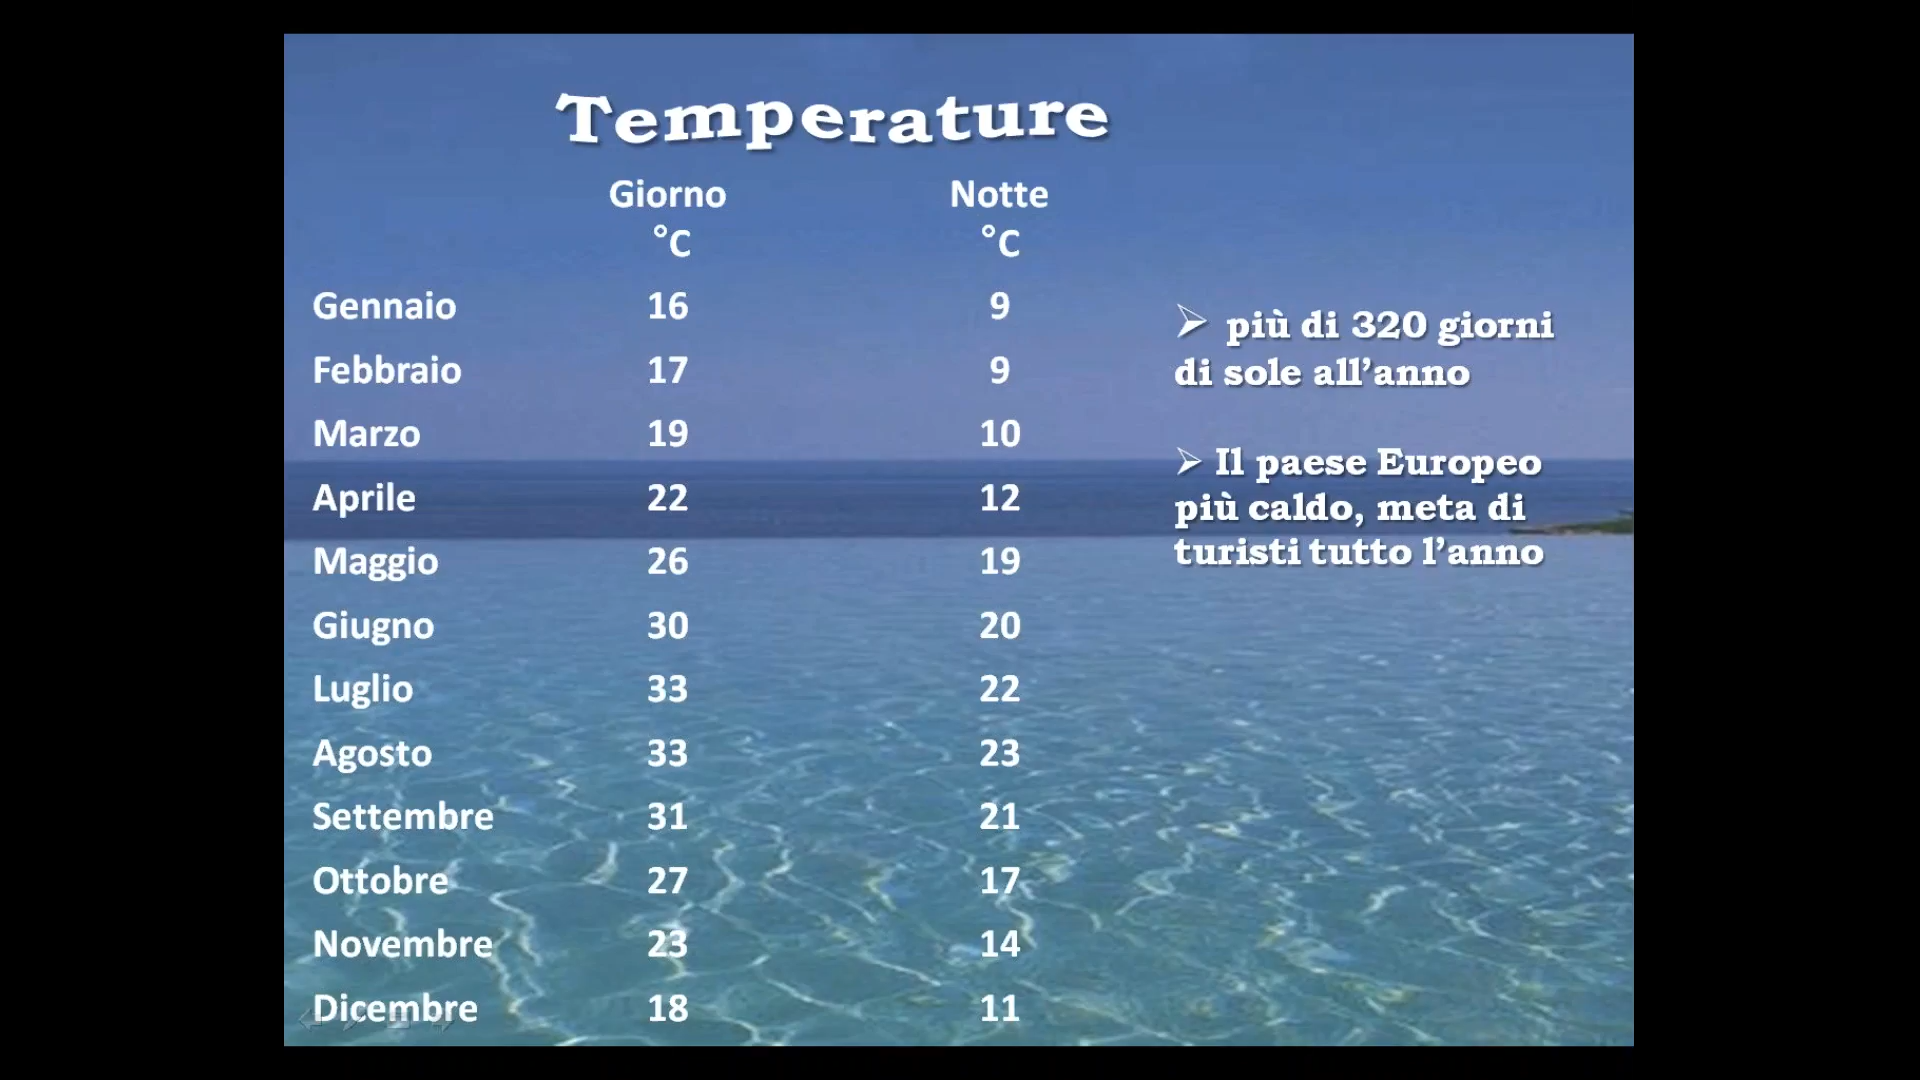 Temperature
Giorno Notte
°C °C
Gennaio 16 9
Febbraio 17 9
Marzo 19 10
Aprile 22 12
Maggio 26 19
Giugno 30 20
Luglio 33 22
Agosto 33 23
Settembre 31 21
Ottobre 27 17
Novembre 23 14
Dicembre 18 11
➢ più di 320 giorni
di sole all’anno
➢ Il paese Europeo
più caldo, meta di
turisti tutto l’anno